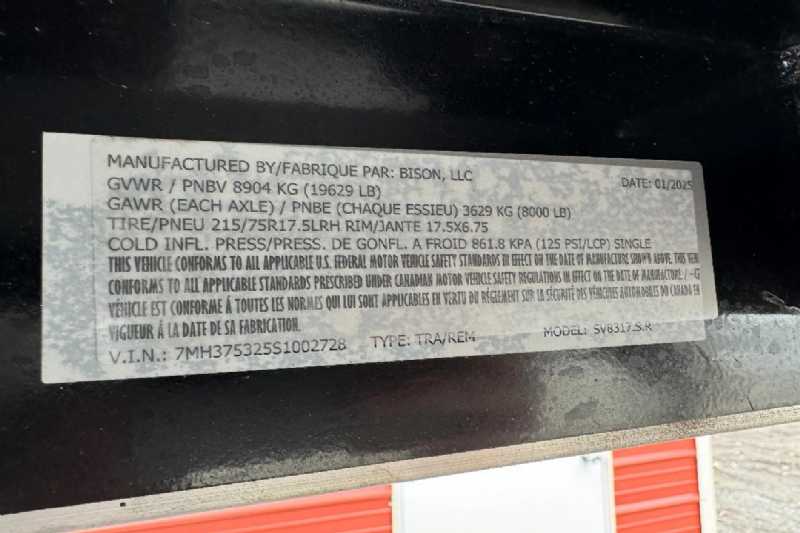 MANUFACTURED BY/FABRIQUE PAR: BISON, LLC
DATE: 01/2025
GVWR / PNBV 8904 KG (19629 LB)
GAWR (EACH AXLE) / PNBE (CHAQUE ESSIEU) 3629 KG (8000 LB)
TIRE/PNEU 215/75R17.5LRH RIM/JANTE 17.5X6.75
COLD INFL. PRESS/PRESS. DE GONFL. A FROID 861.8 KPA (125 PSI/LCP) SINGLE
THIS VEHICLE CONFORMS TO ALL APPLICABLE U.S. FEDERAL MOTOR VEHICLE SAFETY STANDARDS IN EFFECT ON THE DATE OF MANUFACTURE. THIS VEHI
CONFORMS TO ALL APPLICABLE STANDARDS PRESCRIBED UNDER CANADIAN MOTOR VEHICLE SAFETY REGULATIONS IN EFFECT ON THE DATE OF MANUFACTURE. / -C
VÉHICLE EST CONFORME À TOUTES LES NORMES QUI LUI SONT APPLICABLES EN VERTU DU RÈGLEMENT SUR LA SÉCURITÉ DES VÉHICULES AUTOMOBILES DU CANADA EN
VIGUEUR À LA DATE DE SA FABRICATION.
V.I.N.: 7MH375325S1002728 TYPE: TRA/REM MODEL: SV8317.5.R